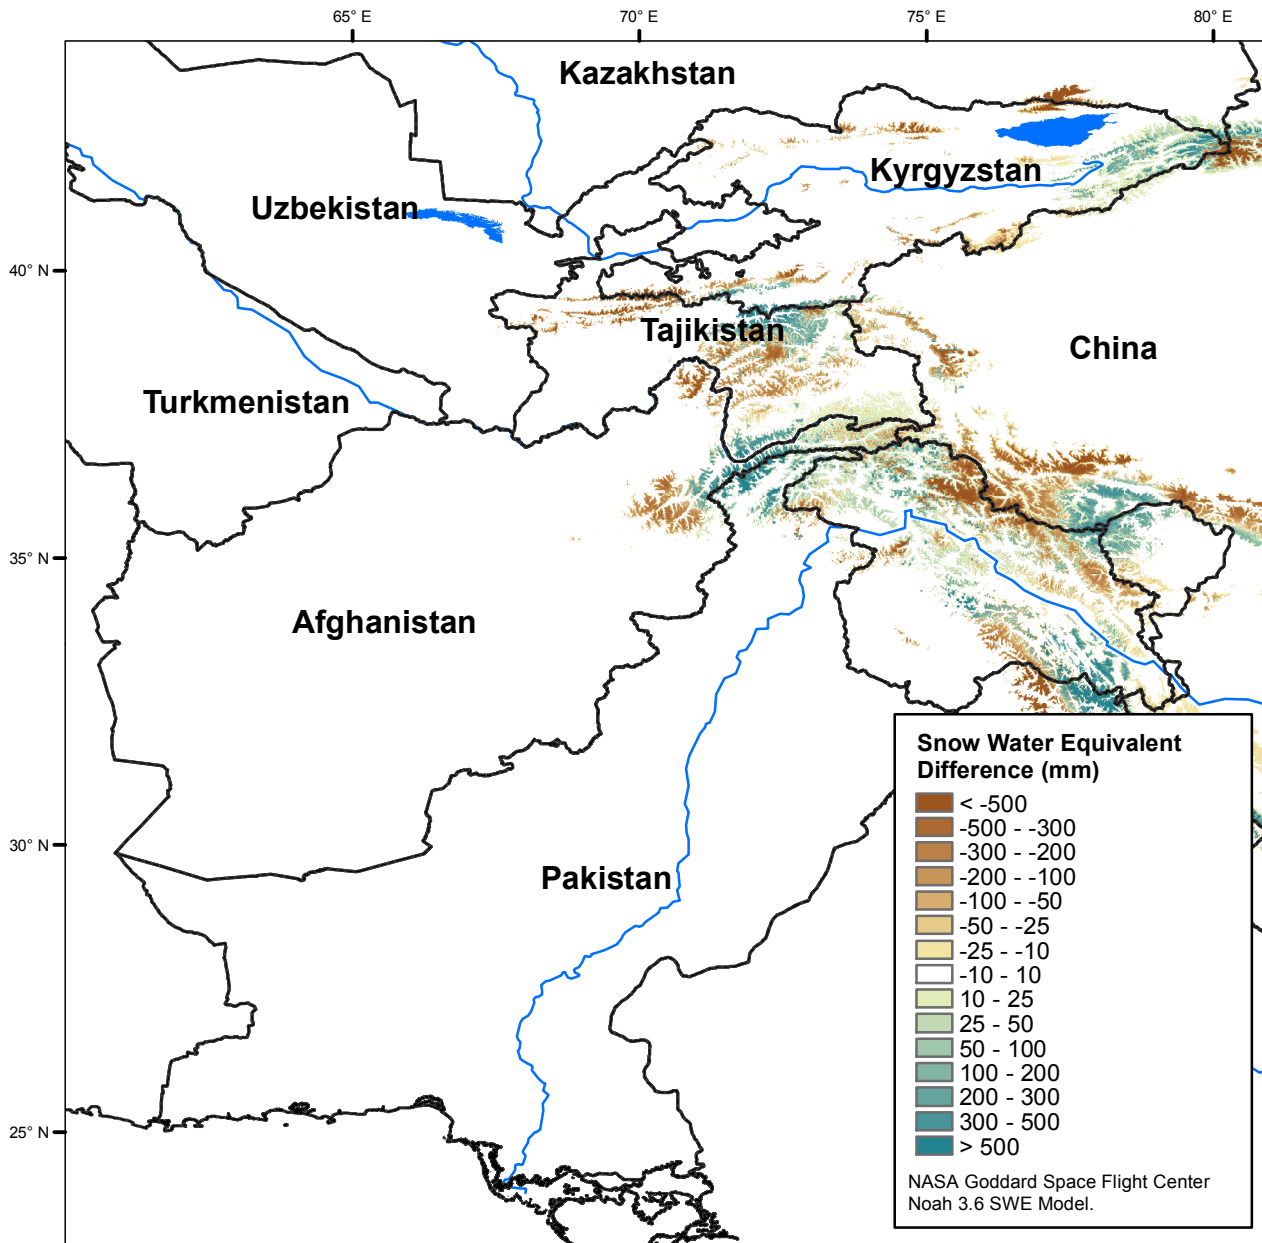 65° E
70° E
75° E
80° E
Kazakhstan
Kyrgyzstan
Uzbekistan
40° N
Tajikistan
China
Turkmenistan
35° N
Afghanistan
Snow Water Equivalent
Difference (mm)
< -500
-500 - -300
-300 - -200
-200 - -100
-100 - -50
-50 - -25
-25 - -10
-10 - 10
10 - 25
25 - 50
50 - 100
100 - 200
200 - 300
300 - 500
> 500
NASA Goddard Space Flight Center
Noah 3.6 SWE Model.
30° N
Pakistan
25° N